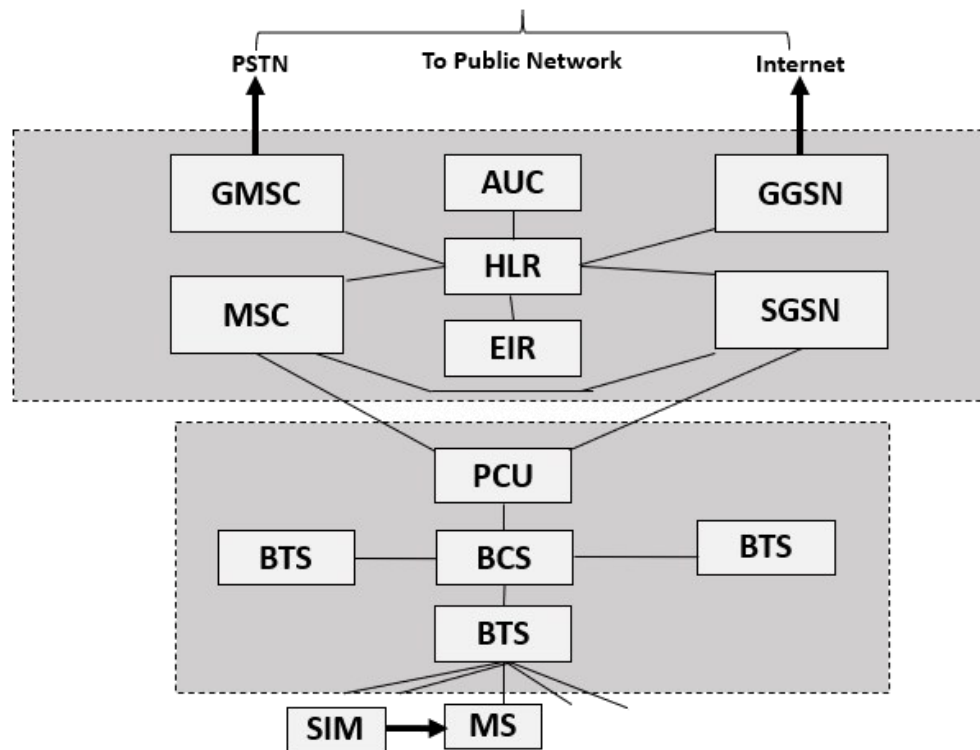 PSTN
To Public Network
Internet
GMSC
AUC
GGSN
HLR
MSC
SGSN
EIR
PCU
BTS
BCS
BTS
BTS
SIM
MS